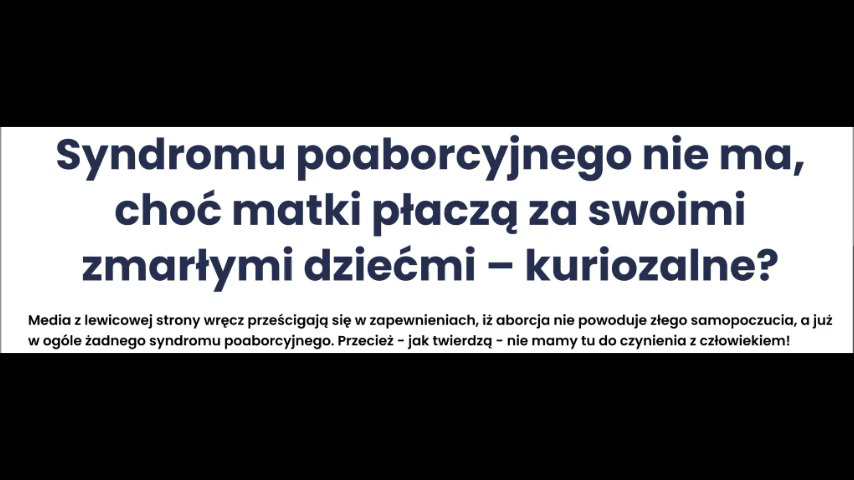 Syndromu poaborcyjnego nie ma,
choć matki płaczą za swoimi
zmarłymi dziećmi – kuriozalne?
Media z lewicowej strony wręcz prześcigają się w zapewnieniach, iż aborcja nie powoduje złego samopoczucia, a już
w ogóle żadnego syndromu poaborcyjnego. Przecież - jak twierdzą - nie mamy tu do czynienia z człowiekiem!